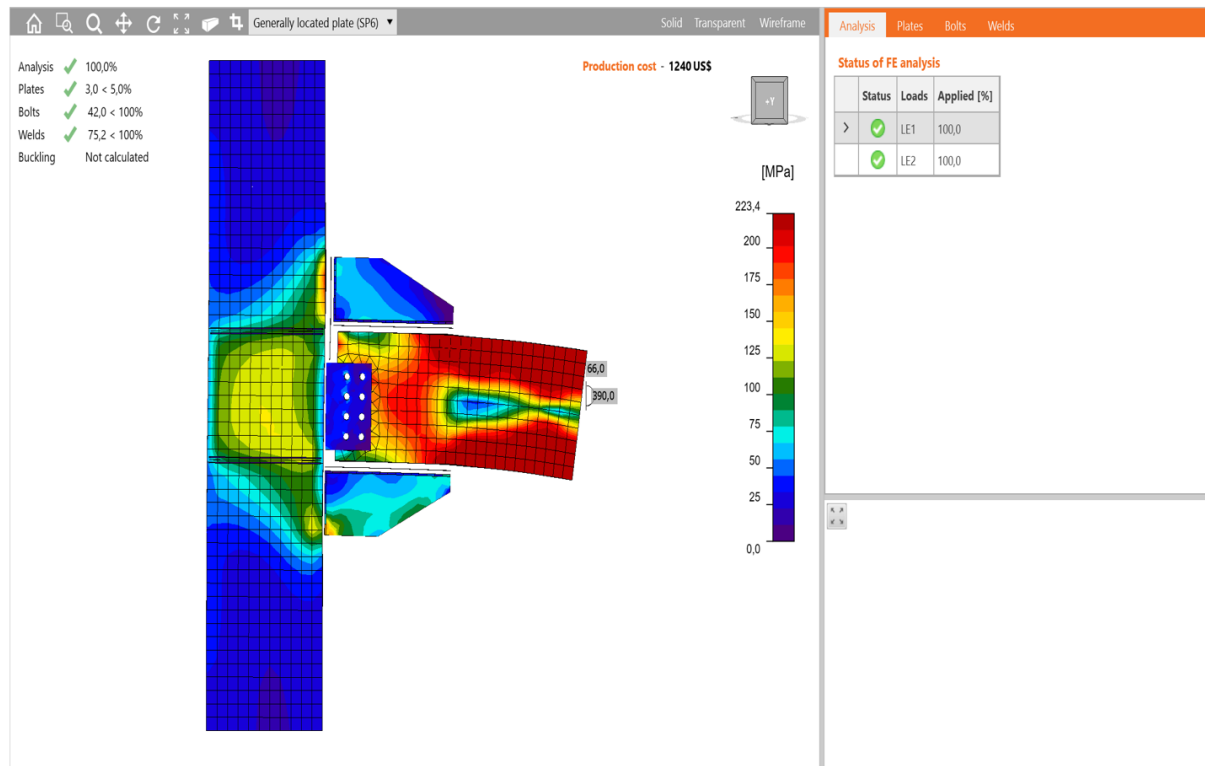 Generally located plate (SP6)
Solid Transparent Wireframe
Analysis 100,0%
Plates 3,0 < 5,0%
Bolts 42,0 < 100%
Welds 75,2 < 100%
Buckling Not calculated
Production cost - 1240 US$
+Y
[MPa]
223,4
200
175
150
125
100
75
50
25
0,0
66,0
390,0
Analysis Plates Bolts Welds
Status of FE analysis
Status Loads Applied [%]
> LE1 100,0
LE2 100,0